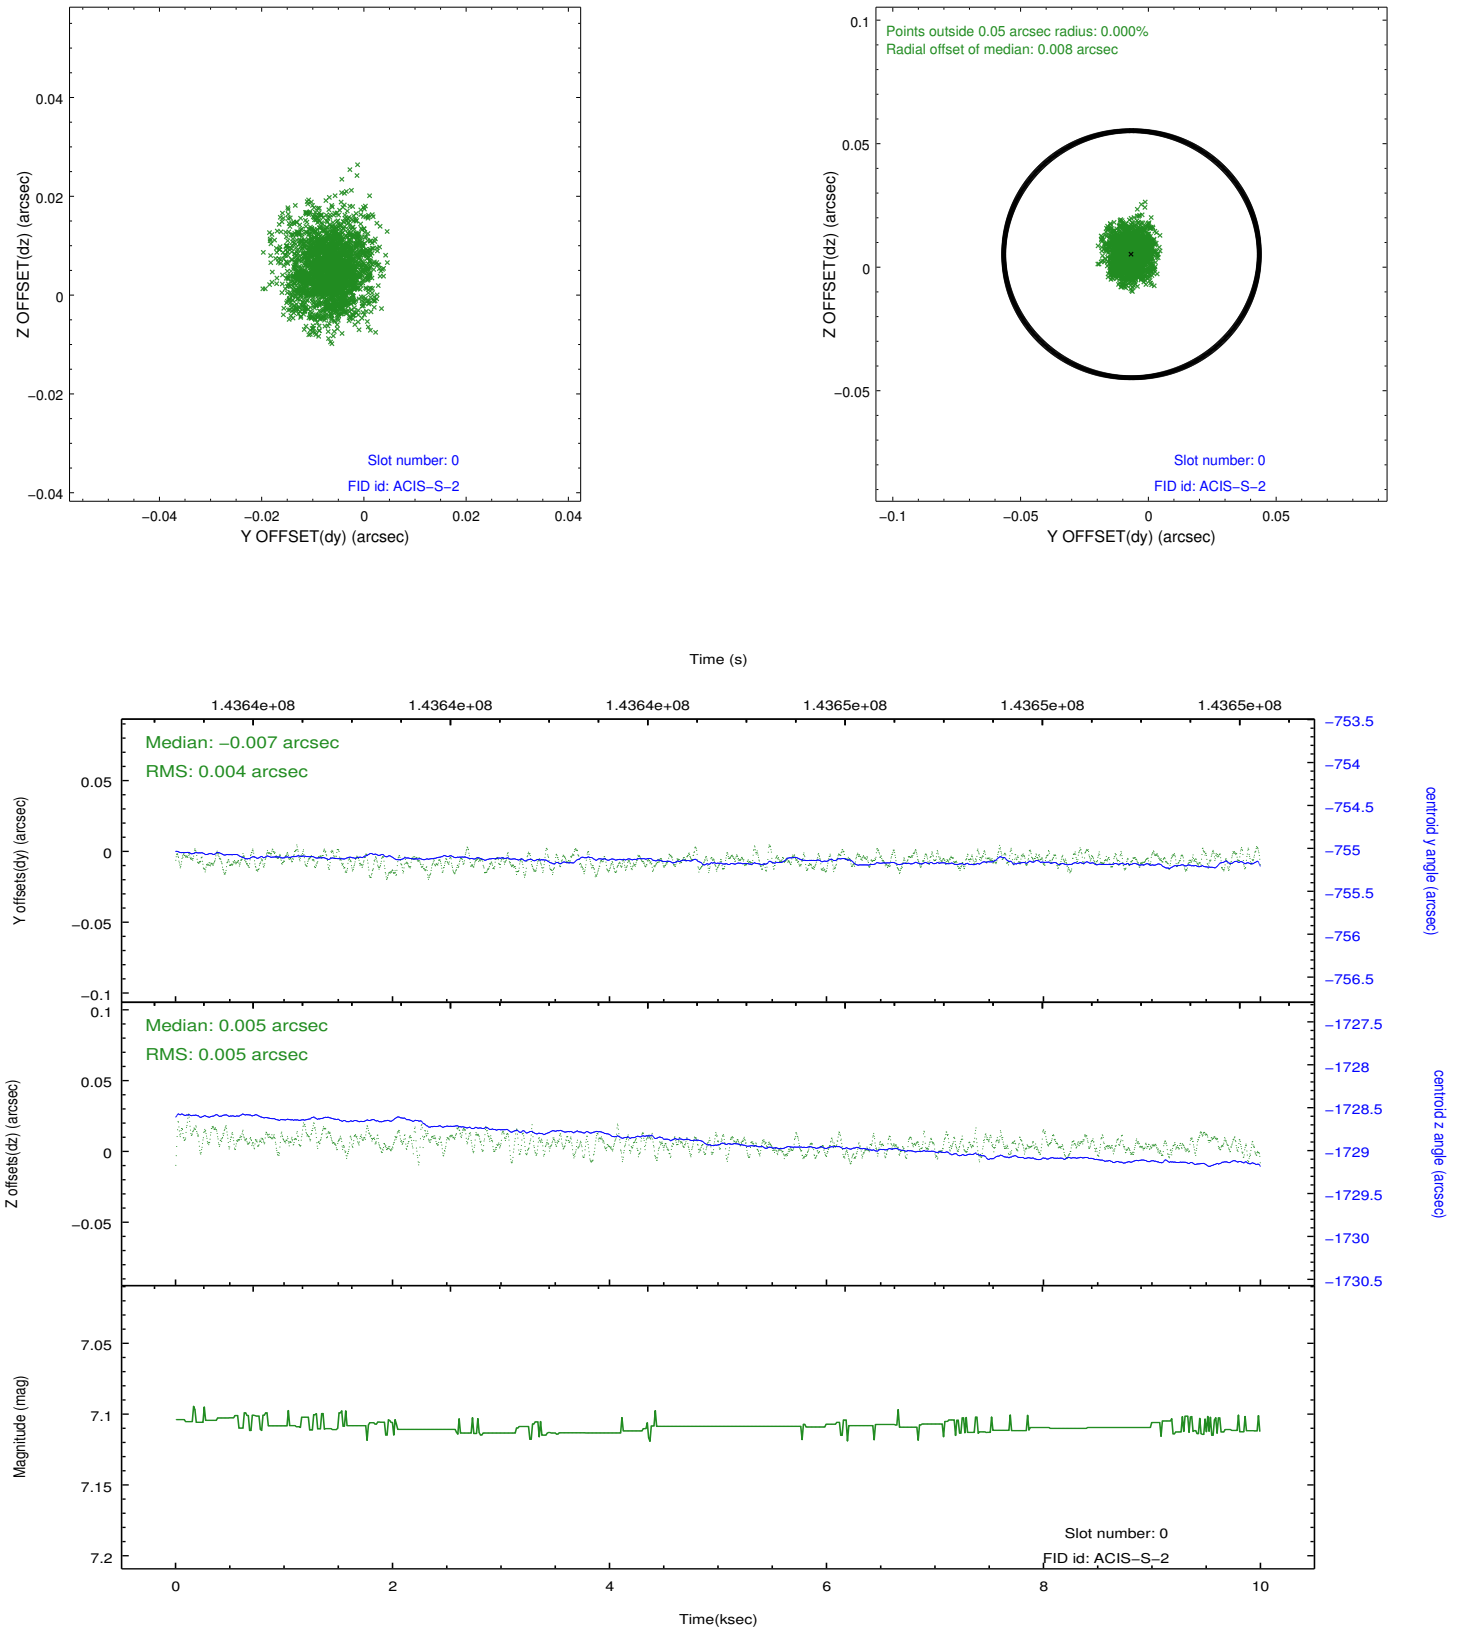 0.04
0.02
0
−0.02
−0.04
Z OFFSET(dz) (arcsec)
Slot number: 0
FID id: ACIS−S−2
−0.04
−0.02
0
0.02
0.04
Y OFFSET(dy) (arcsec)
Points outside 0.05 arcsec radius: 0.000%
Radial offset of median: 0.008 arcsec
0.1
0.05
0
−0.05
Z OFFSET(dz) (arcsec)
Slot number: 0
FID id: ACIS−S−2
−0.1
−0.05
0
0.05
Y OFFSET(dy) (arcsec)
Time (s)
1.4364e+08
1.4364e+08
1.4364e+08
1.4365e+08
1.4365e+08
1.4365e+08
Median: −0.007 arcsec
RMS: 0.004 arcsec
0.05
0
−0.05
−0.1
Y offsets(dy) (arcsec)
−753.5
−754
−754.5
−755
−755.5
−756
−756.5
centroid y angle (arcsec)
Median: 0.005 arcsec
RMS: 0.005 arcsec
0.1
0.05
0
−0.05
Z offsets(dz) (arcsec)
−1727.5
−1728
−1728.5
−1729
−1729.5
−1730
−1730.5
centroid z angle (arcsec)
7.05
7.1
7.15
7.2
Magnitude (mag)
Slot number: 0
FID id: ACIS−S−2
0
2
4
6
8
10
Time(ksec)